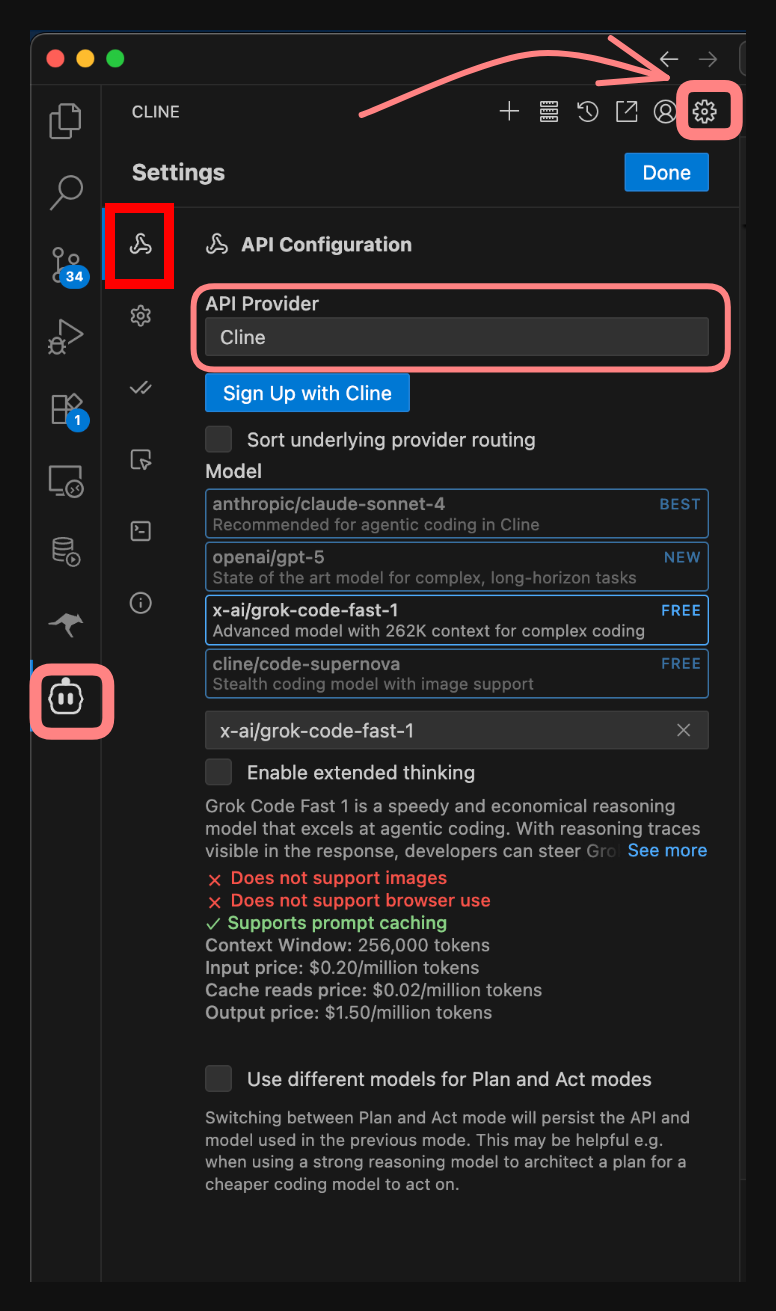 CLINE
Settings
Done
API Configuration
34
API Provider
Cline
Sign Up with Cline
1
Sort underlying provider routing
Model
anthropic/claude-sonnet-4 BEST
Recommended for agentic coding in Cline
openai/gpt-5 NEW
State of the art model for complex, long-horizon tasks
x-ai/grok-code-fast-1 FREE
Advanced model with 262K context for complex coding
cline/code-supernova FREE
Stealth coding model with image support
x-ai/grok-code-fast-1
Enable extended thinking
Grok Code Fast 1 is a speedy and economical reasoning
model that excels at agentic coding. With reasoning traces
visible in the response, developers can steer Gro See more
Does not support images
Does not support browser use
Supports prompt caching
Context Window: 256,000 tokens
Input price: $0.20/million tokens
Cache reads price: $0.02/million tokens
Output price: $1.50/million tokens
Use different models for Plan and Act modes
Switching between Plan and Act mode will persist the API and
model used in the previous mode. This may be helpful e.g.
when using a strong reasoning model to architect a plan for a
cheaper coding model to act on.